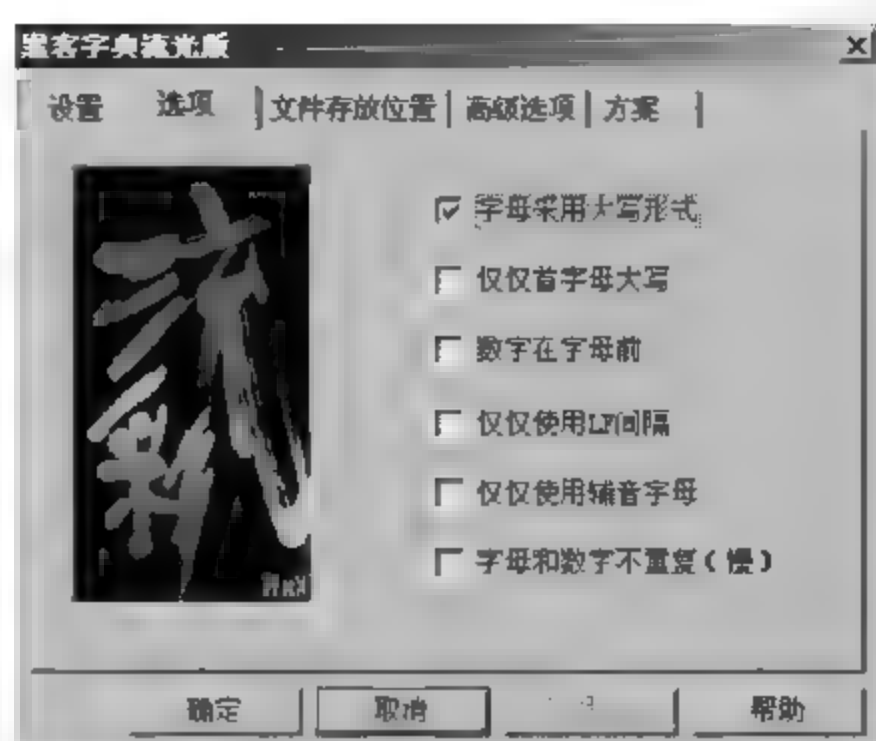 黑客字典流光版
设置 选项 文件存放位置 高级选项 方案
字母采用大写形式
仅仅首字母大写
数字在字母前
仅仅使用LF间隔
仅仅使用辅音字母
字母和数字不重复(慢)
确定 取消 帮助